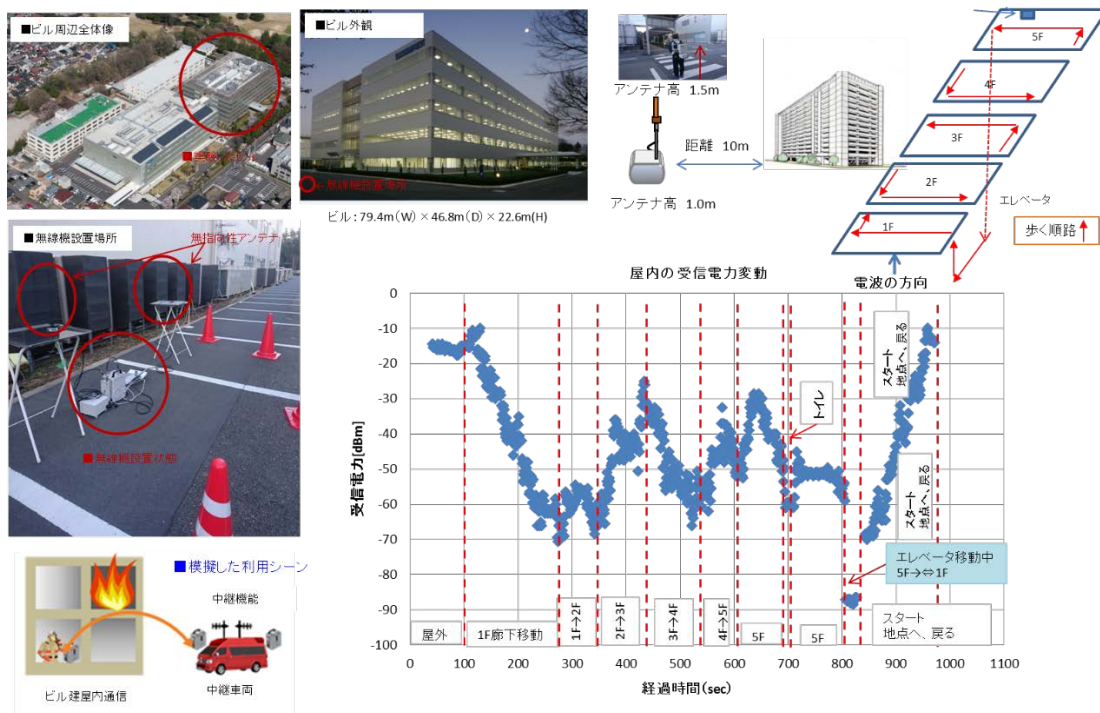 ■ビル周辺全体像
■ビル外観
←無線機設置場所
ビル：79.4m(W) × 46.8m(D) × 22.6m(H)
アンテナ高 1.5m
距離 10m
アンテナ高 1.0m
5F
4F
3F
2F
1F
エレベータ
歩く順路
電波の方向
■無線機設置場所
無指向性アンテナ
■無線機設置状態
■模擬した利用シーン
中継機能
ビル建屋内通信
中継車両
屋内の受信電力変動
受信電力[dBm]
0
-10
-20
-30
-40
-50
-60
-70
-80
-90
-100
屋外
1F廊下移動
1F→2F
2F→3F
3F→4F
4F→5F
5F
5F
トイレ
スタート
地点へ、戻る
スタート
地点へ、戻る
エレベータ移動中
5F→⇔1F
スタート
地点へ、戻る
0
100
200
300
400
500
600
700
800
900
1000
1100
経過時間(sec)